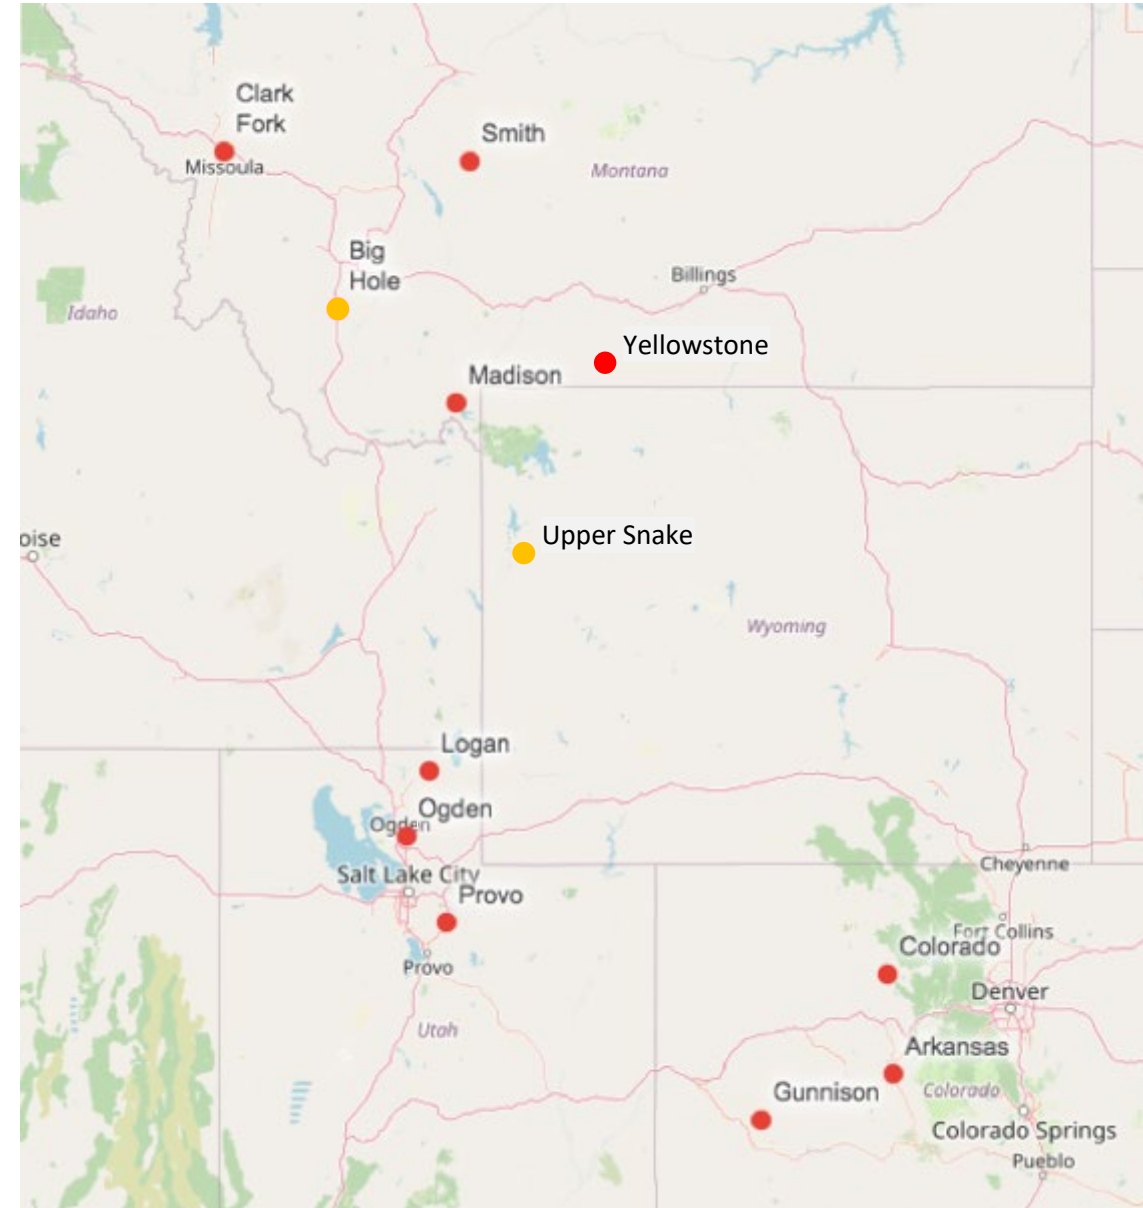 Clark
Fork
Smith
Missoula
Montana
Big
Hole
Billings
Idaho
Yellowstone
Madison
oise
Upper Snake
Wyoming
Logan
Ogden
Ogden
Salt Lake City
Provo
Cheyenne
Fort Collins
Colorado
Provo
Denver
Utah
Arkansas
Gunnison
Colorado
Colorado Springs
Pueblo